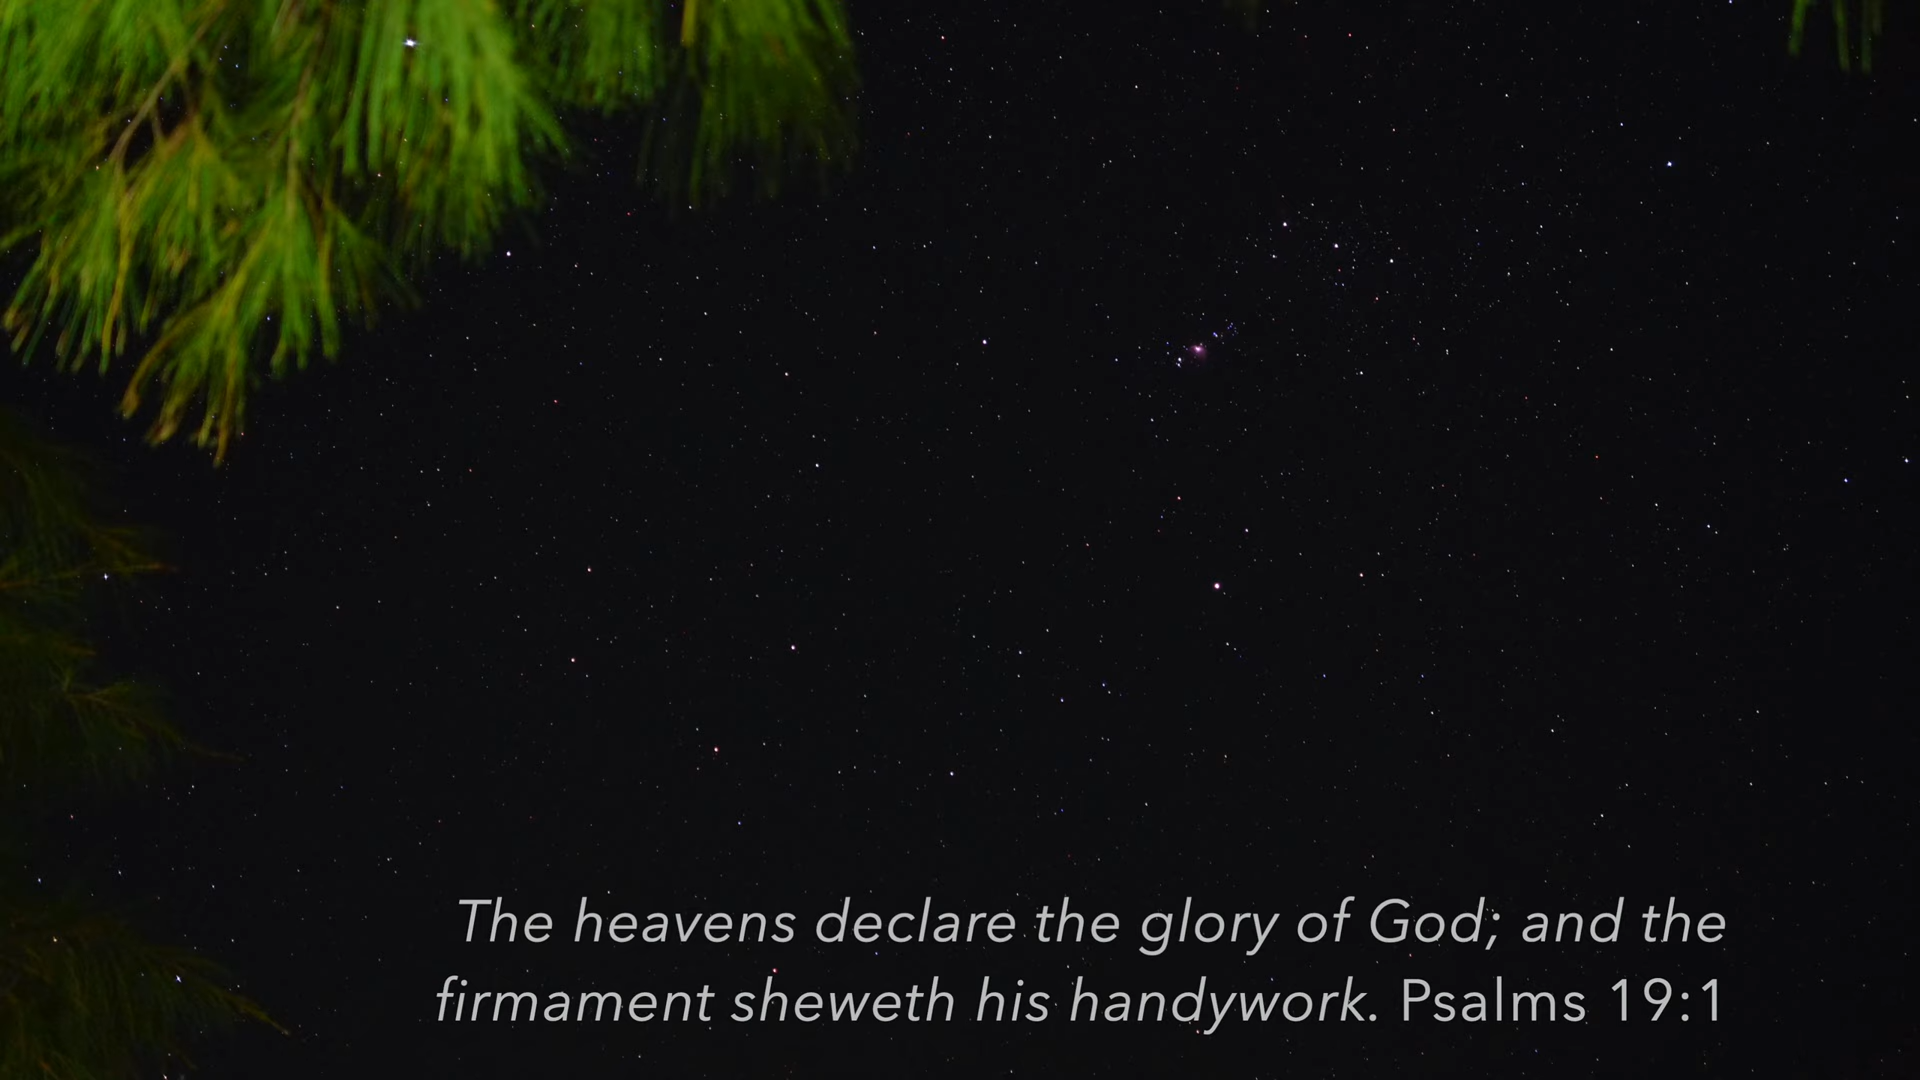 The heavens declare the glory of God; and the
firmament sheweth his handywork. Psalms 19:1